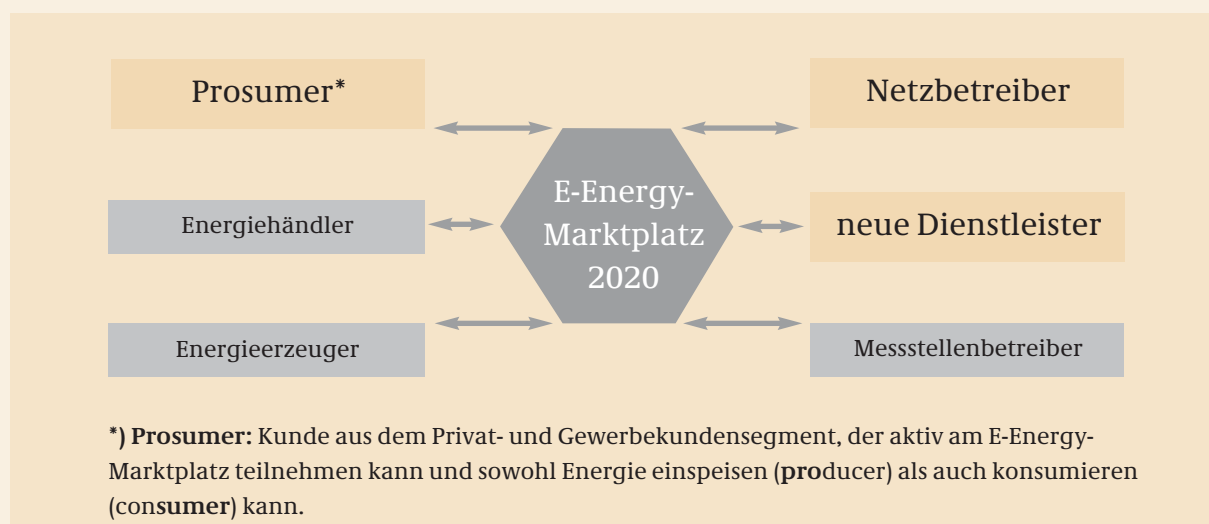 Prosumer*
Netzbetreiber
E-Energy-
Marktplatz
2020
Energiehändler
neue Dienstleister
Energieerzeuger
Messstellenbetreiber
*) Prosumer: Kunde aus dem Privat- und Gewerbekundensegment, der aktiv am E-Energy-
Marktplatz teilnehmen kann und sowohl Energie einspeisen (producer) als auch konsumieren
(consumer) kann.